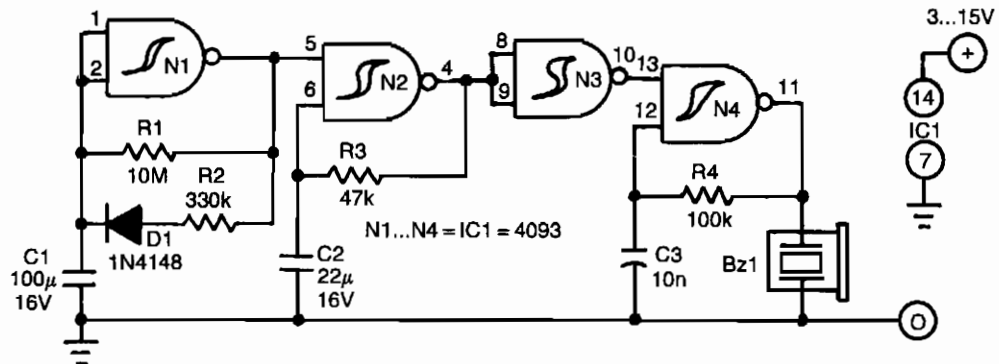 3...15V
+
1
2
N1
5
6
N2
4
8
9
N3
10
13
12
N4
11
14
IC1
7
R1
10M
R2
330k
D1
1N4148
R3
47k
R4
100k
N1...N4 = IC1 = 4093
C1
100μ
16V
C2
22μ
16V
C3
10n
Bz1
O